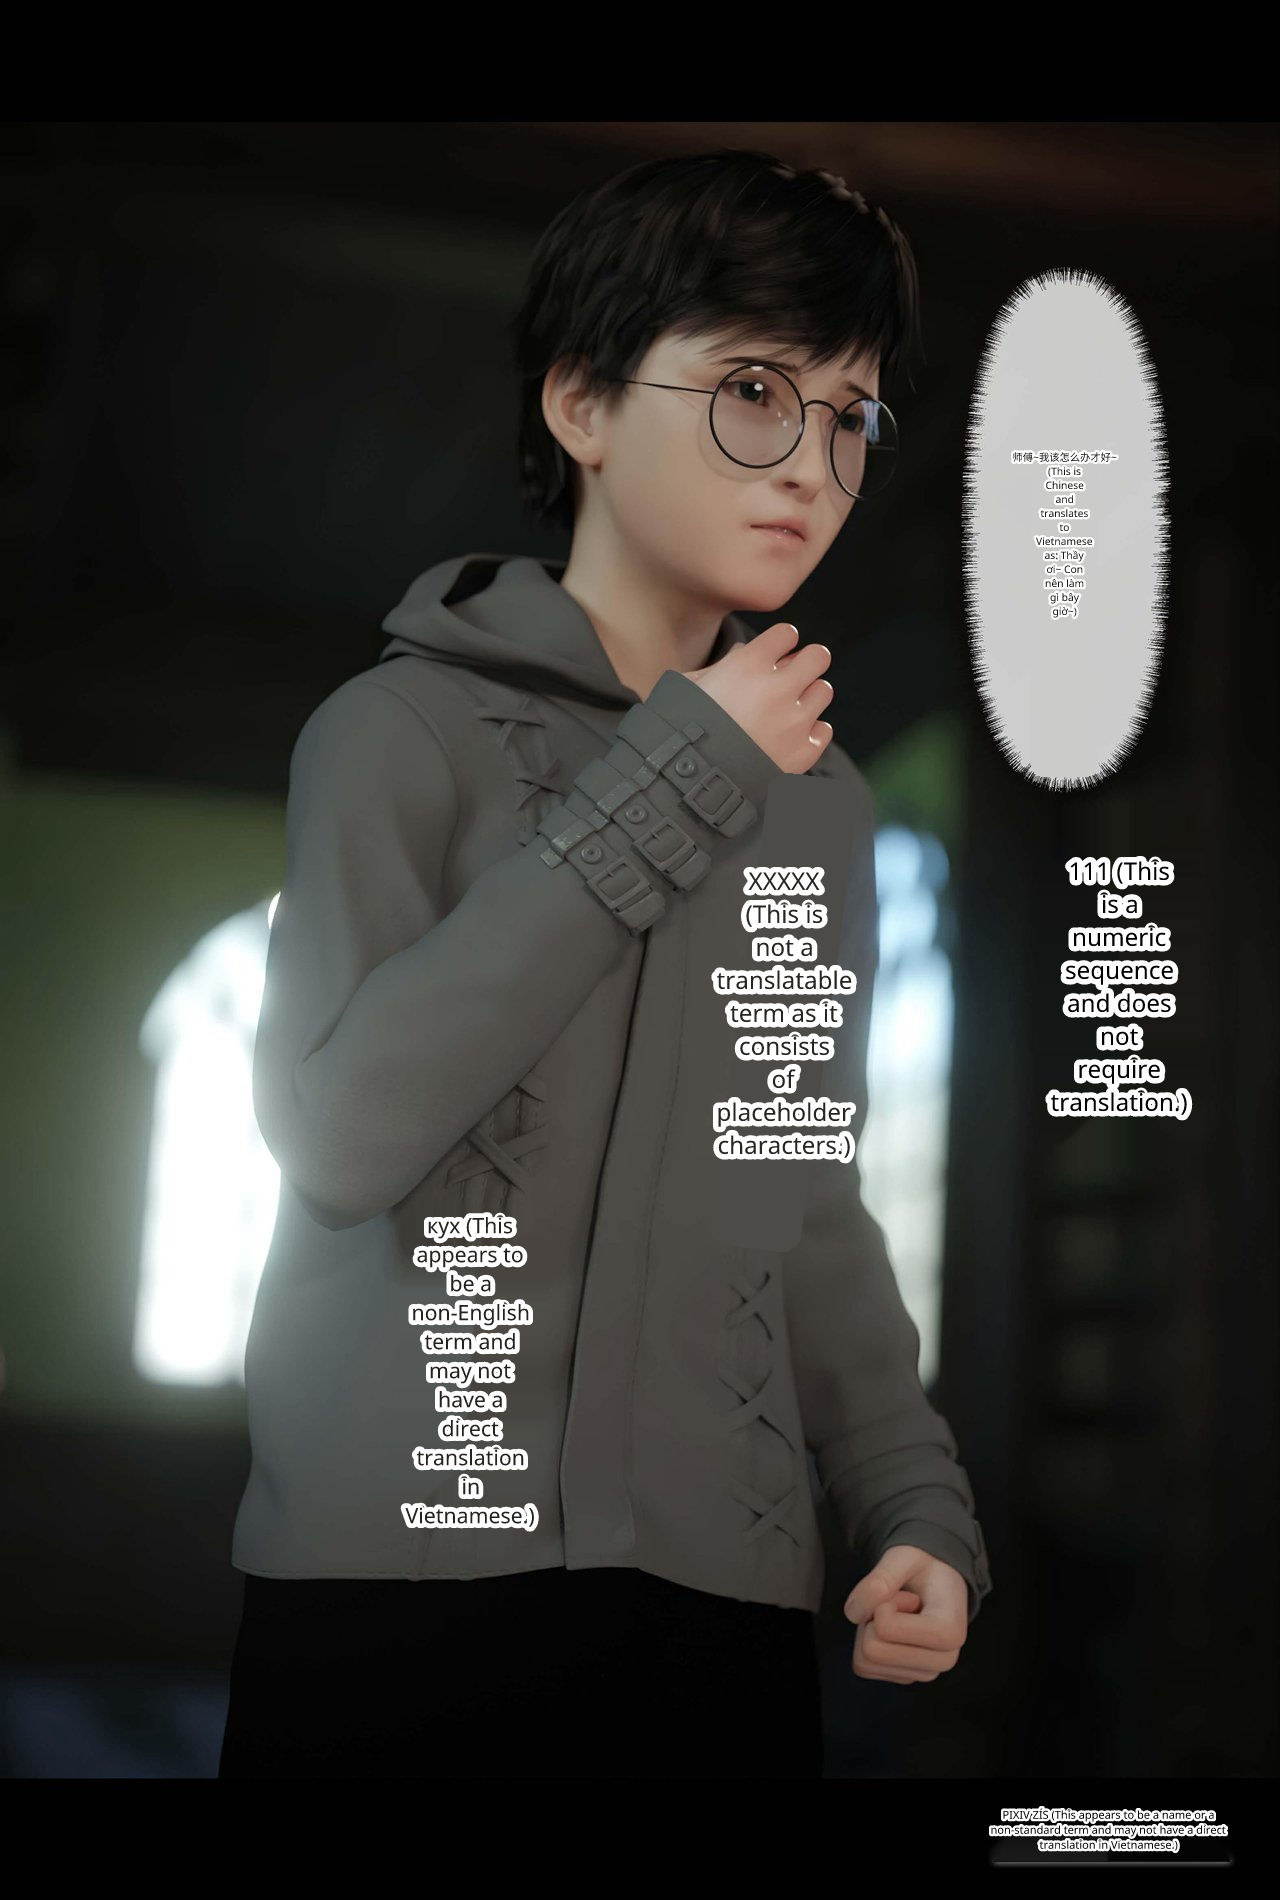 师傅~我该怎么办才好~
(This is
Chinese
and
translates
to
Vietnamese
as: Thầy
ơi~ Con
nên làm
gì bây
giờ~)
111 (This
is a
numeric
sequence
and does
not
require
translation.)
XXXXX
(This is
not a
translatable
term as it
consists
of
placeholder
characters.)
кух (This
appears to
be a
non-English
term and
may not
have a
direct
translation
in
Vietnamese.)
PIXIV ZÍS (This appears to be a name or a
non-standard term and may not have a direct
translation in Vietnamese.)